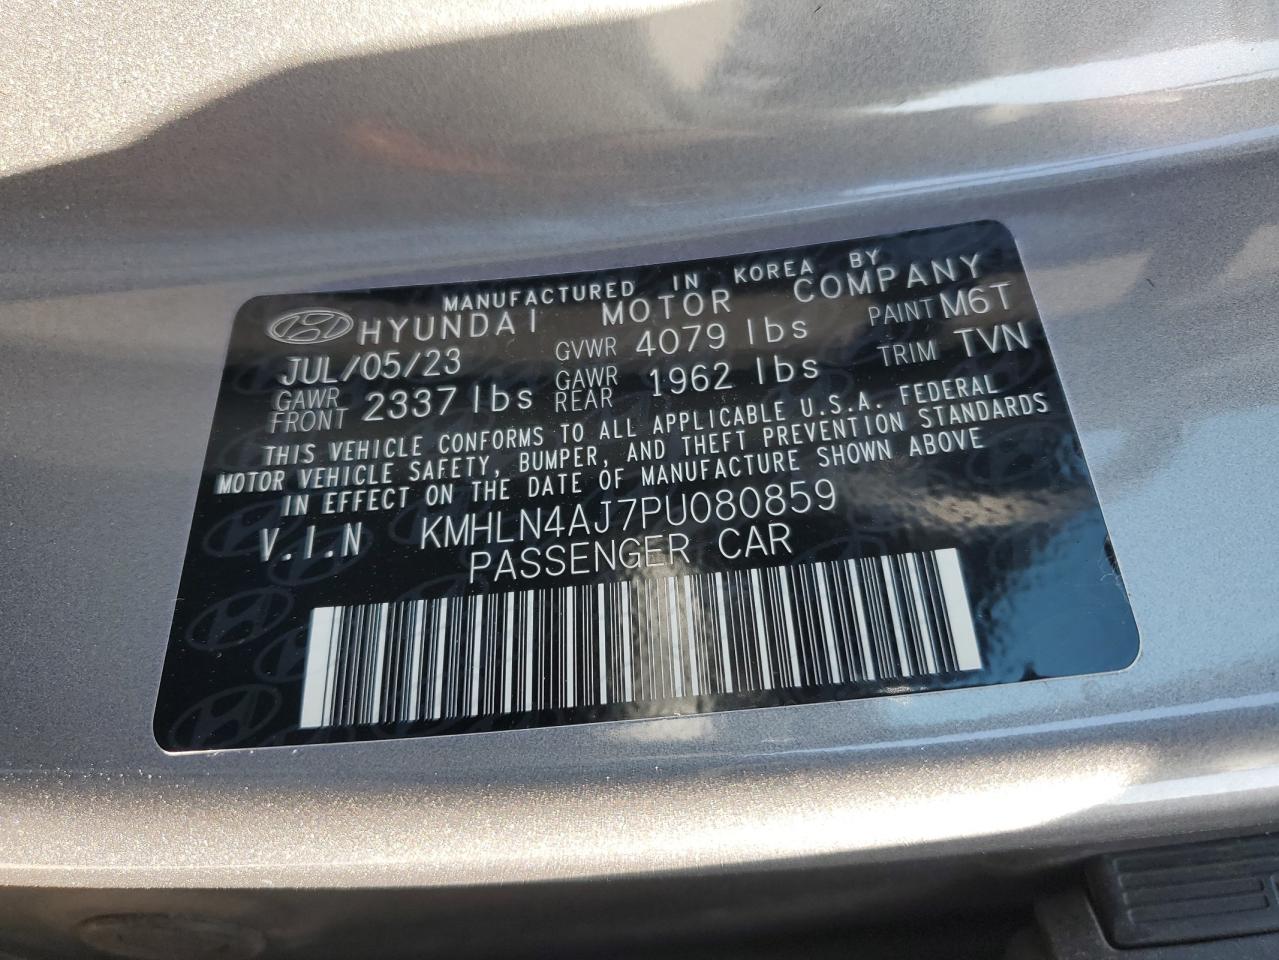 MANUFACTURED IN KOREA BY
HYUNDAI MOTOR COMPANY
JUL/05/23 GVWR 4079 lbs PAINT M6T
GAWR FRONT 2337 lbs GAWR REAR 1962 lbs TRIM TVN
THIS VEHICLE CONFORMS TO ALL APPLICABLE U.S.A. FEDERAL
MOTOR VEHICLE SAFETY, BUMPER, AND THEFT PREVENTION STANDARDS
IN EFFECT ON THE DATE OF MANUFACTURE SHOWN ABOVE
V.I.N KMHLN4AJ7PU080859
PASSENGER CAR